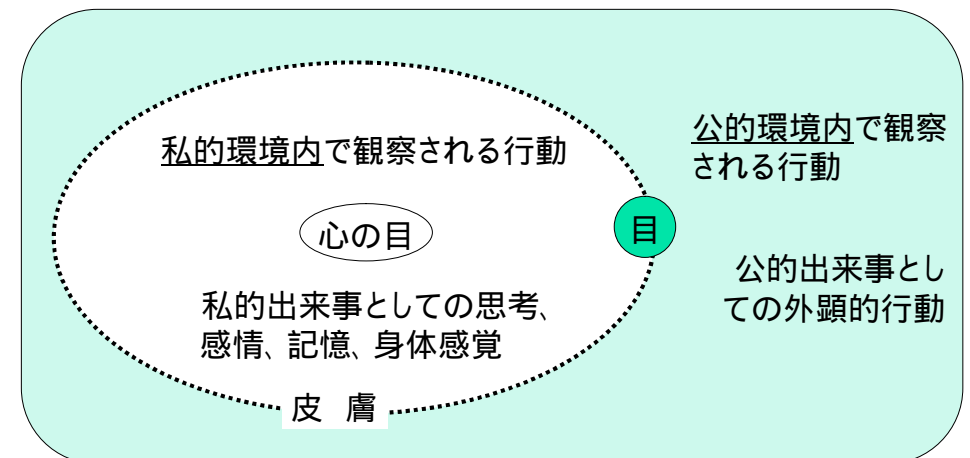 私的環境内で観察される行動
心の目
私的出来事としての思考、
感情、記憶、身体感覚
皮 膚
目
公的環境内で観察
される行動
公的出来事とし
ての外顕的行動